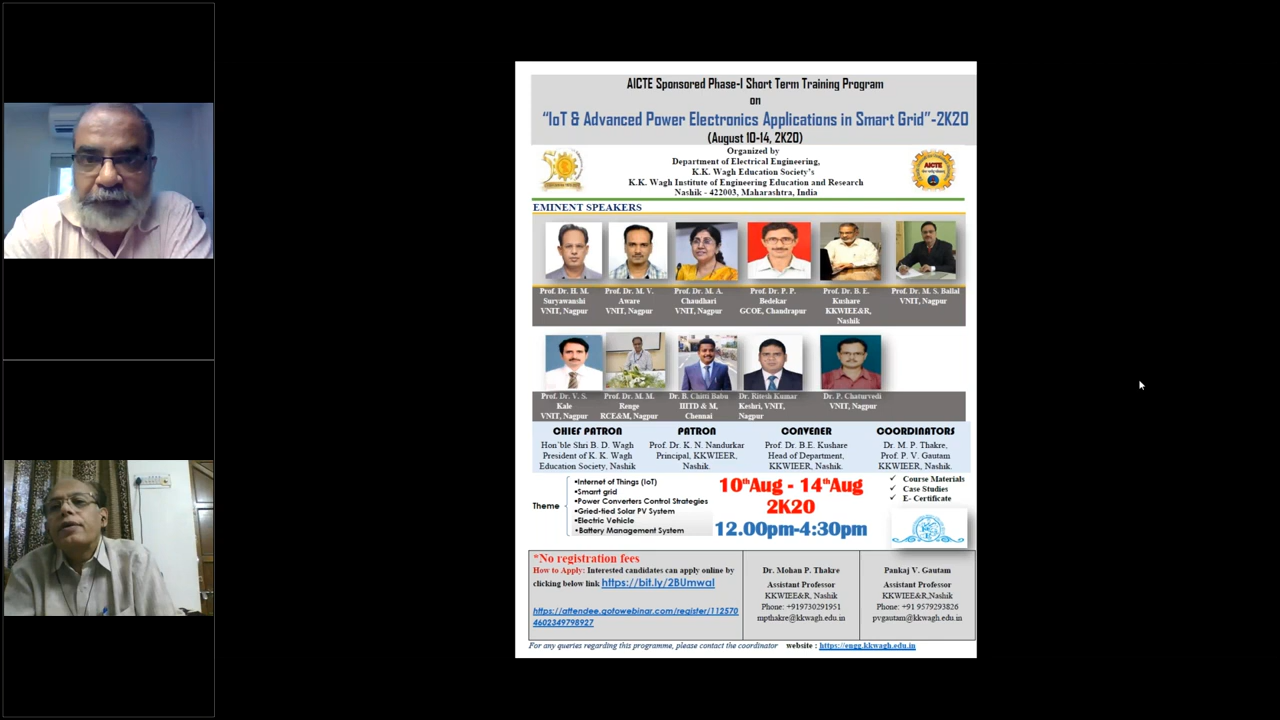 AICTE Sponsored Phase-I Short Term Training Program
on
“IoT & Advanced Power Electronics Applications in Smart Grid”-2K20
(August 10-14, 2K20)
Organized by
Department of Electrical Engineering,
K.K. Wagh Education Society's
K.K. Wagh Institute of Engineering Education and Research
Nashik - 422003, Maharashtra, India
AICTE
EMINENT SPEAKERS
Prof. Dr. H. M.
Suryawanshi
VNIT, Nagpur
Prof. Dr. M. V.
Aware
VNIT, Nagpur
Prof. Dr. M. A.
Chaudhari
VNIT, Nagpur
Prof. Dr. P. P.
Bedekar
GCOE, Chandrapur
Prof. Dr. B. E.
Kushare
KKWIEE&R,
Nashik
Prof. Dr. M. S. Ballal
VNIT, Nagpur
Prof. Dr. V. S.
Kale
VNIT, Nagpur
Prof. Dr. M. M.
Renge
RCE&M, Nagpur
Dr. B. Chitti Babu
IIITD & M,
Chennai
Dr. Ritesh Kumar
Keshri, VNIT,
Nagpur
Dr. P. Chaturvedi
VNIT, Nagpur
CHIEF PATRON
Hon'ble Shri B. D. Wagh
President of K. K. Wagh
Education Society, Nashik
PATRON
Prof. Dr. K. N. Nandurkar
Principal, KKWIEER,
Nashik.
CONVENER
Prof. Dr. B.E. Kushare
Head of Department,
KKWIEER, Nashik.
COORDINATORS
Dr. M. P. Thakre,
Prof. P. V. Gautam
KKWIEER, Nashik.
Theme
•Internet of Things (IoT)
•Smart grid
•Power Converters Control Strategies
•Gried-tied Solar PV System
•Electric Vehicle
•Battery Management System
10thAug - 14thAug
2K20
12.00pm-4:30pm
✓ Course Materials
✓ Case Studies
✓ E- Certificate
*No registration fees
How to Apply: Interested candidates can apply online by
clicking below link https://bit.ly/2BUmwaI
https://attendee.gotowebinar.com/register/112570
4602349798927
Dr. Mohan P. Thakre
Assistant Professor
KKWIEE&R, Nashik
Phone: +919730291951
mpthakre@kkwagh.edu.in
Pankaj V. Gautam
Assistant Professor
KKWIEE&R,Nashik
Phone: +91 9579293826
pvgautam@kkwagh.edu.in
For any queries regarding this programme, please contact the coordinator website : https://engg.kkwagh.edu.in